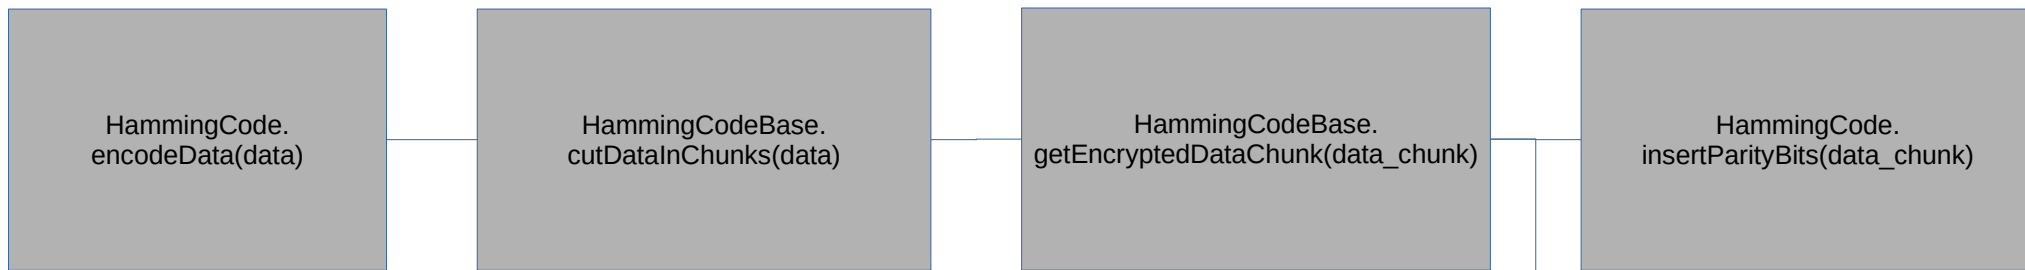 HammingCode.
encodeData(data)
HammingCodeBase.
cutDataInChunks(data)
HammingCodeBase.
getEncryptedDataChunk(data_chunk)
HammingCode.
insertParityBits(data_chunk)